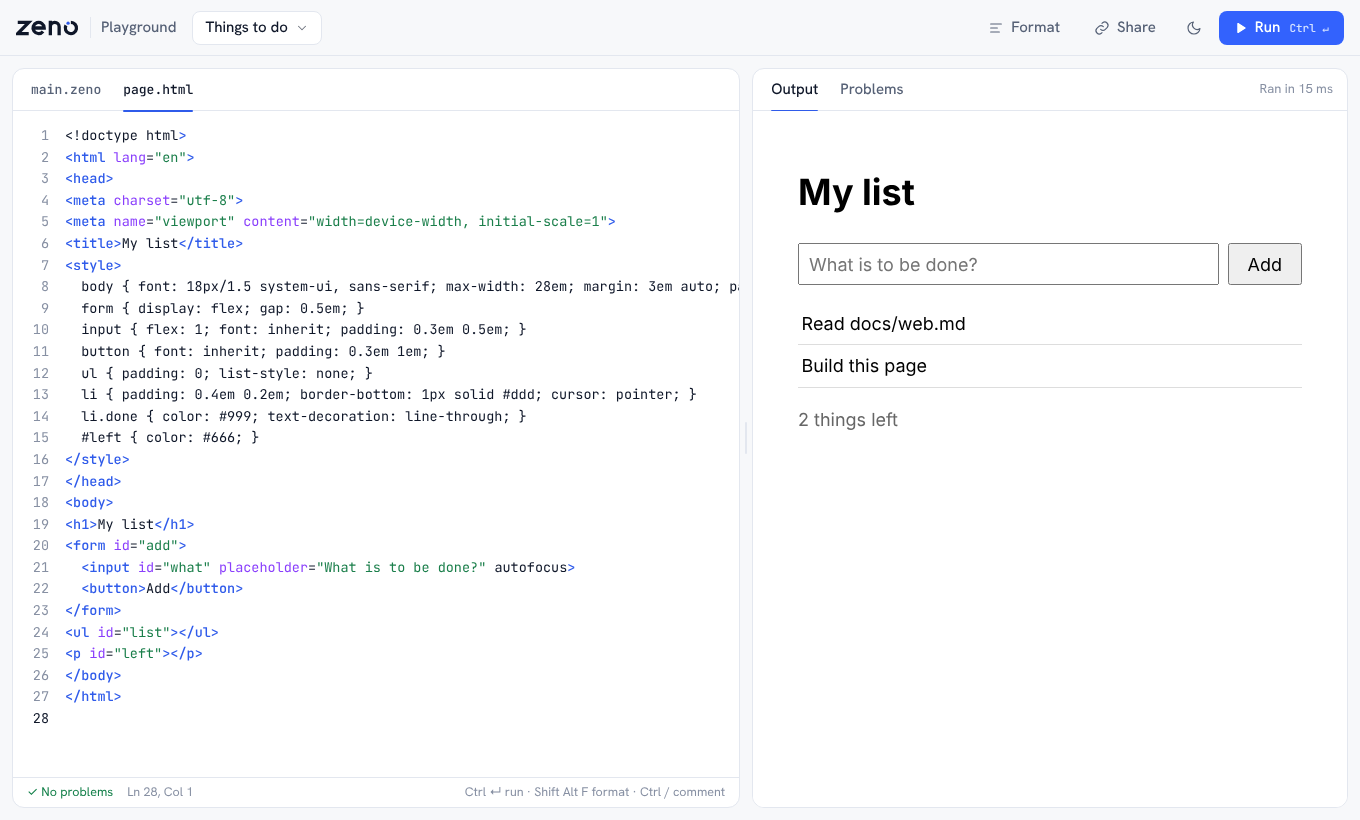 zeno Playground Things to do Format Share Run Ctrl ↵
main.zeno page.html
1 <!doctype html>
2 <html lang="en">
3 <head>
4 <meta charset="utf-8">
5 <meta name="viewport" content="width=device-width, initial-scale=1">
6 <title>My list</title>
7 <style>
8 body { font: 18px/1.5 system-ui, sans-serif; max-width: 28em; margin: 3em auto;
9 form { display: flex; gap: 0.5em; }
10 input { flex: 1; font: inherit; padding: 0.3em 0.5em; }
11 button { font: inherit; padding: 0.3em 1em; }
12 ul { padding: 0; list-style: none; }
13 li { padding: 0.4em 0.2em; border-bottom: 1px solid #ddd; cursor: pointer; }
14 li.done { color: #999; text-decoration: line-through; }
15 #left { color: #666; }
16 </style>
17 </head>
18 <body>
19 <h1>My list</h1>
20 <form id="add">
21 <input id="what" placeholder="What is to be done?" autofocus>
22 <button>Add</button>
23 </form>
24 <ul id="list"></ul>
25 <p id="left"></p>
26 </body>
27 </html>
28
✓ No problems Ln 28, Col 1 Ctrl ↵ run · Shift Alt F format · Ctrl / comment
Output Problems Ran in 15 ms
My list
What is to be done? Add
Read docs/web.md
Build this page
2 things left